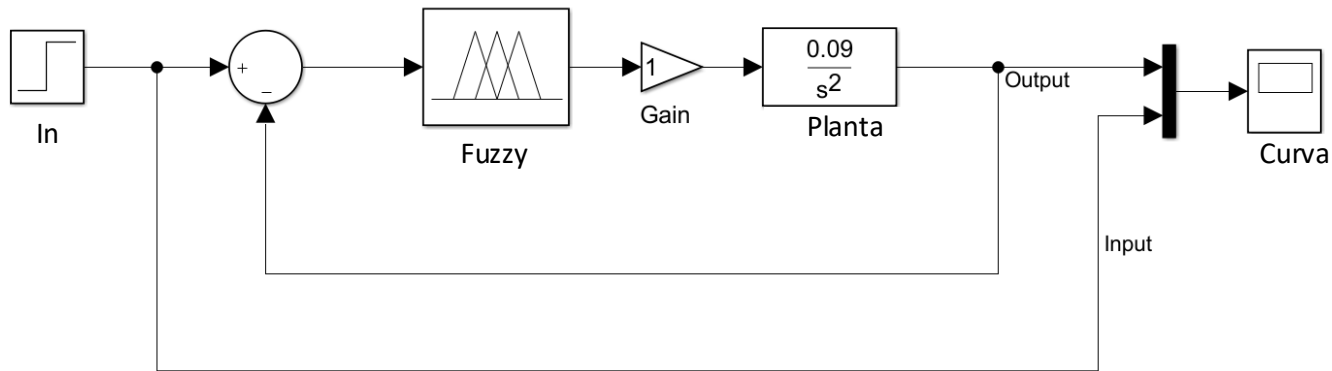 In
+
−
Fuzzy
1
Gain
0.09
s2
Planta
Output
Input
Curva